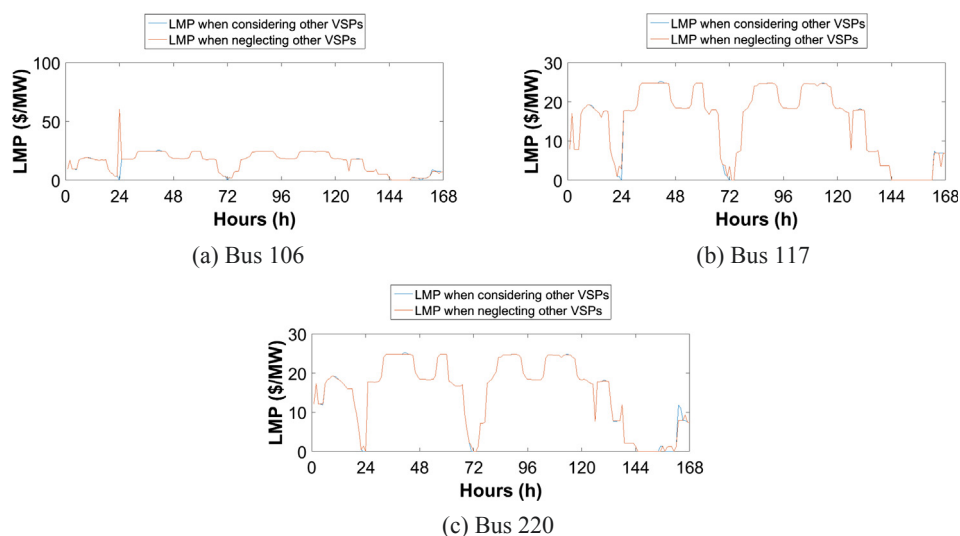 LMP when considering other VSPs
LMP when neglecting other VSPs
LMP ($/MW)
100
50
0
0 24 48 72 96 120 144 168
Hours (h)
(a) Bus 106
LMP when considering other VSPs
LMP when neglecting other VSPs
LMP ($/MW)
30
20
10
0
0 24 48 72 96 120 144 168
Hours (h)
(b) Bus 117
LMP when considering other VSPs
LMP when neglecting other VSPs
LMP ($/MW)
30
20
10
0
0 24 48 72 96 120 144 168
Hours (h)
(c) Bus 220